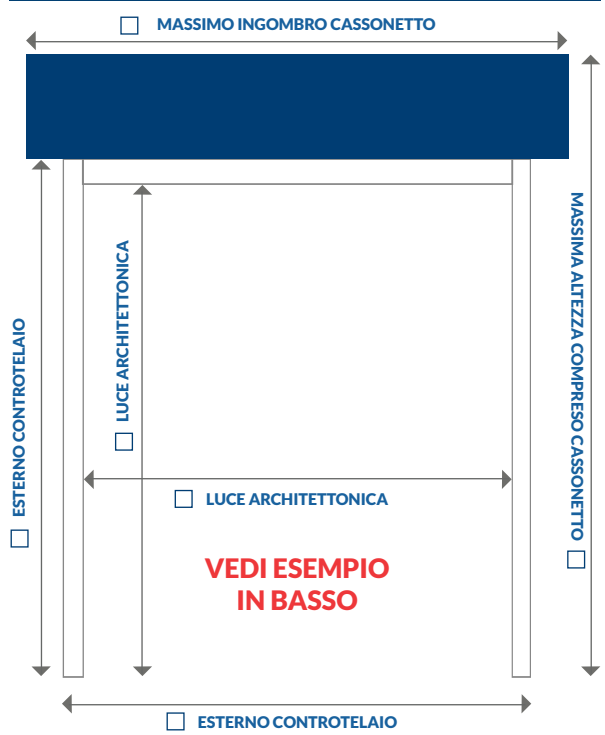 ☐ MASSIMO INGOMBRO CASSONETTO
☐ ESTERNO CONTROTELAIO
☐ LUCE ARCHITETTONICA
MASSIMA ALTEZZA COMPRESO CASSONETTO ☐
☐ LUCE ARCHITETTONICA
VEDI ESEMPIO
IN BASSO
☐ ESTERNO CONTROTELAIO